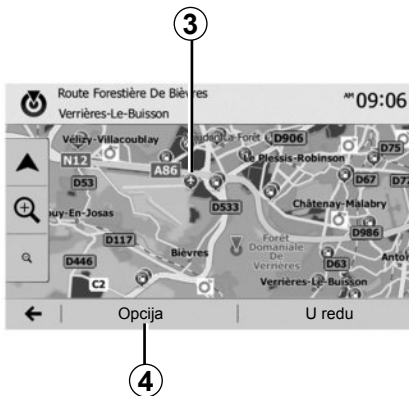 3
Route Forestière De Bièvres
Verrières-Le-Buisson
AM 09:06
Vélizy-Villacoublay
D906
D75
N12
A86
Le Plessis-Robinson
D53
D67
D533
Châtenay-Malabry
uy-En-Josas
D986
D117
Forêt
Domaniale
De
Verrières
Bièvres
D446
D63
Anton
C2
Verrières-Le-Buisson
Opcija
U redu
4